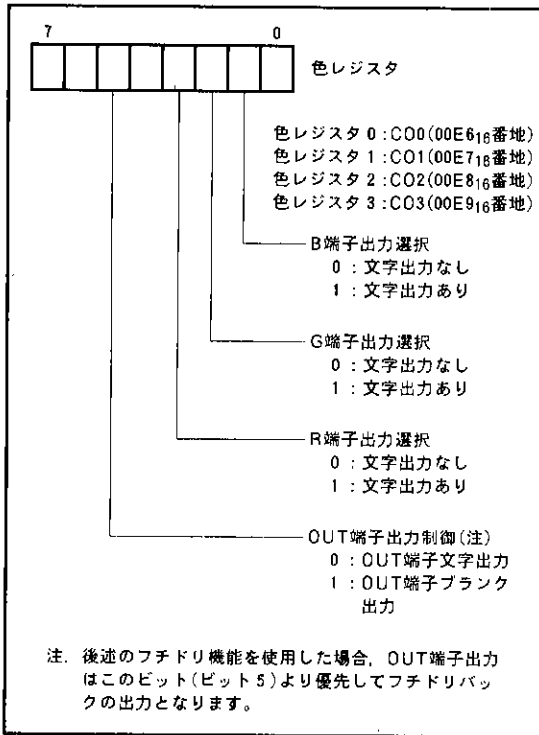 7 0
色レジスタ
色レジスタ0:CO0(00E6₁₆番地)
色レジスタ1:CO1(00E7₁₆番地)
色レジスタ2:CO2(00E8₁₆番地)
色レジスタ3:CO3(00E9₁₆番地)
B端子出力選択
0:文字出力なし
1:文字出力あり
G端子出力選択
0:文字出力なし
1:文字出力あり
R端子出力選択
0:文字出力なし
1:文字出力あり
OUT端子出力制御(注)
0:OUT端子文字出力
1:OUT端子ブランク
出力
注. 後述のフチドリ機能を使用した場合, OUT端子出力
はこのビット(ビット5)より優先してフチドリバッ
クの出力となります。